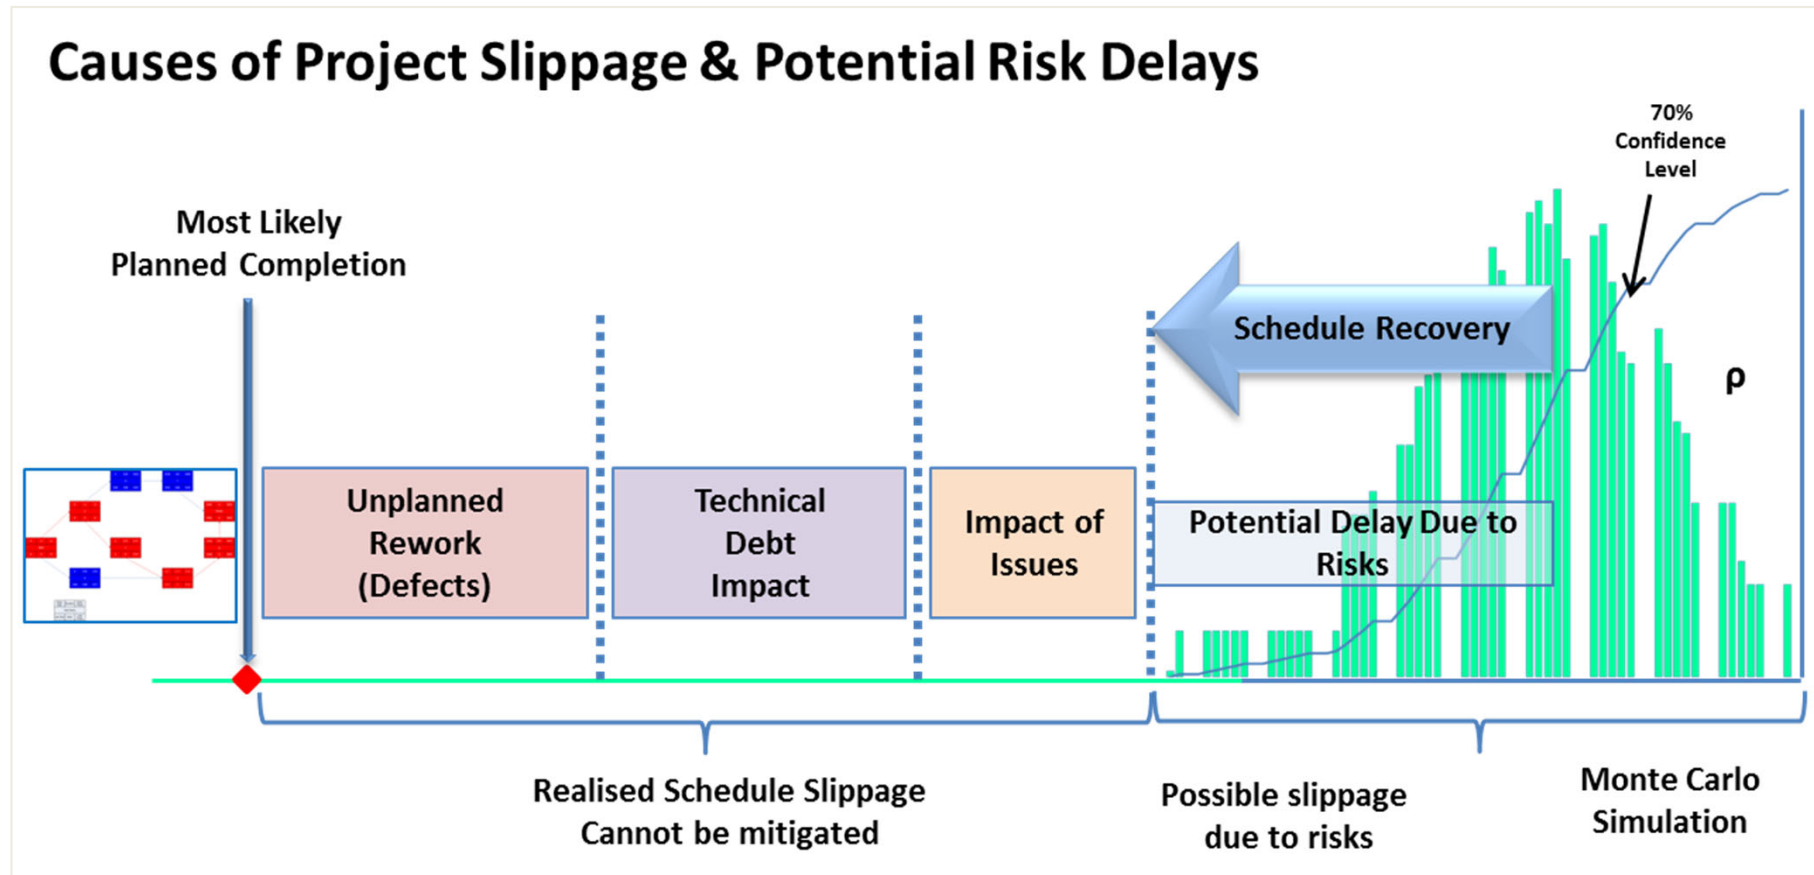 Causes of Project Slippage & Potential Risk Delays
70%
Confidence
Level
Most Likely
Planned Completion
Schedule Recovery
ρ
Unplanned
Rework
(Defects)
Technical
Debt
Impact
Impact of
Issues
Potential Delay Due to
Risks
Realised Schedule Slippage
Cannot be mitigated
Possible slippage
due to risks
Monte Carlo
Simulation